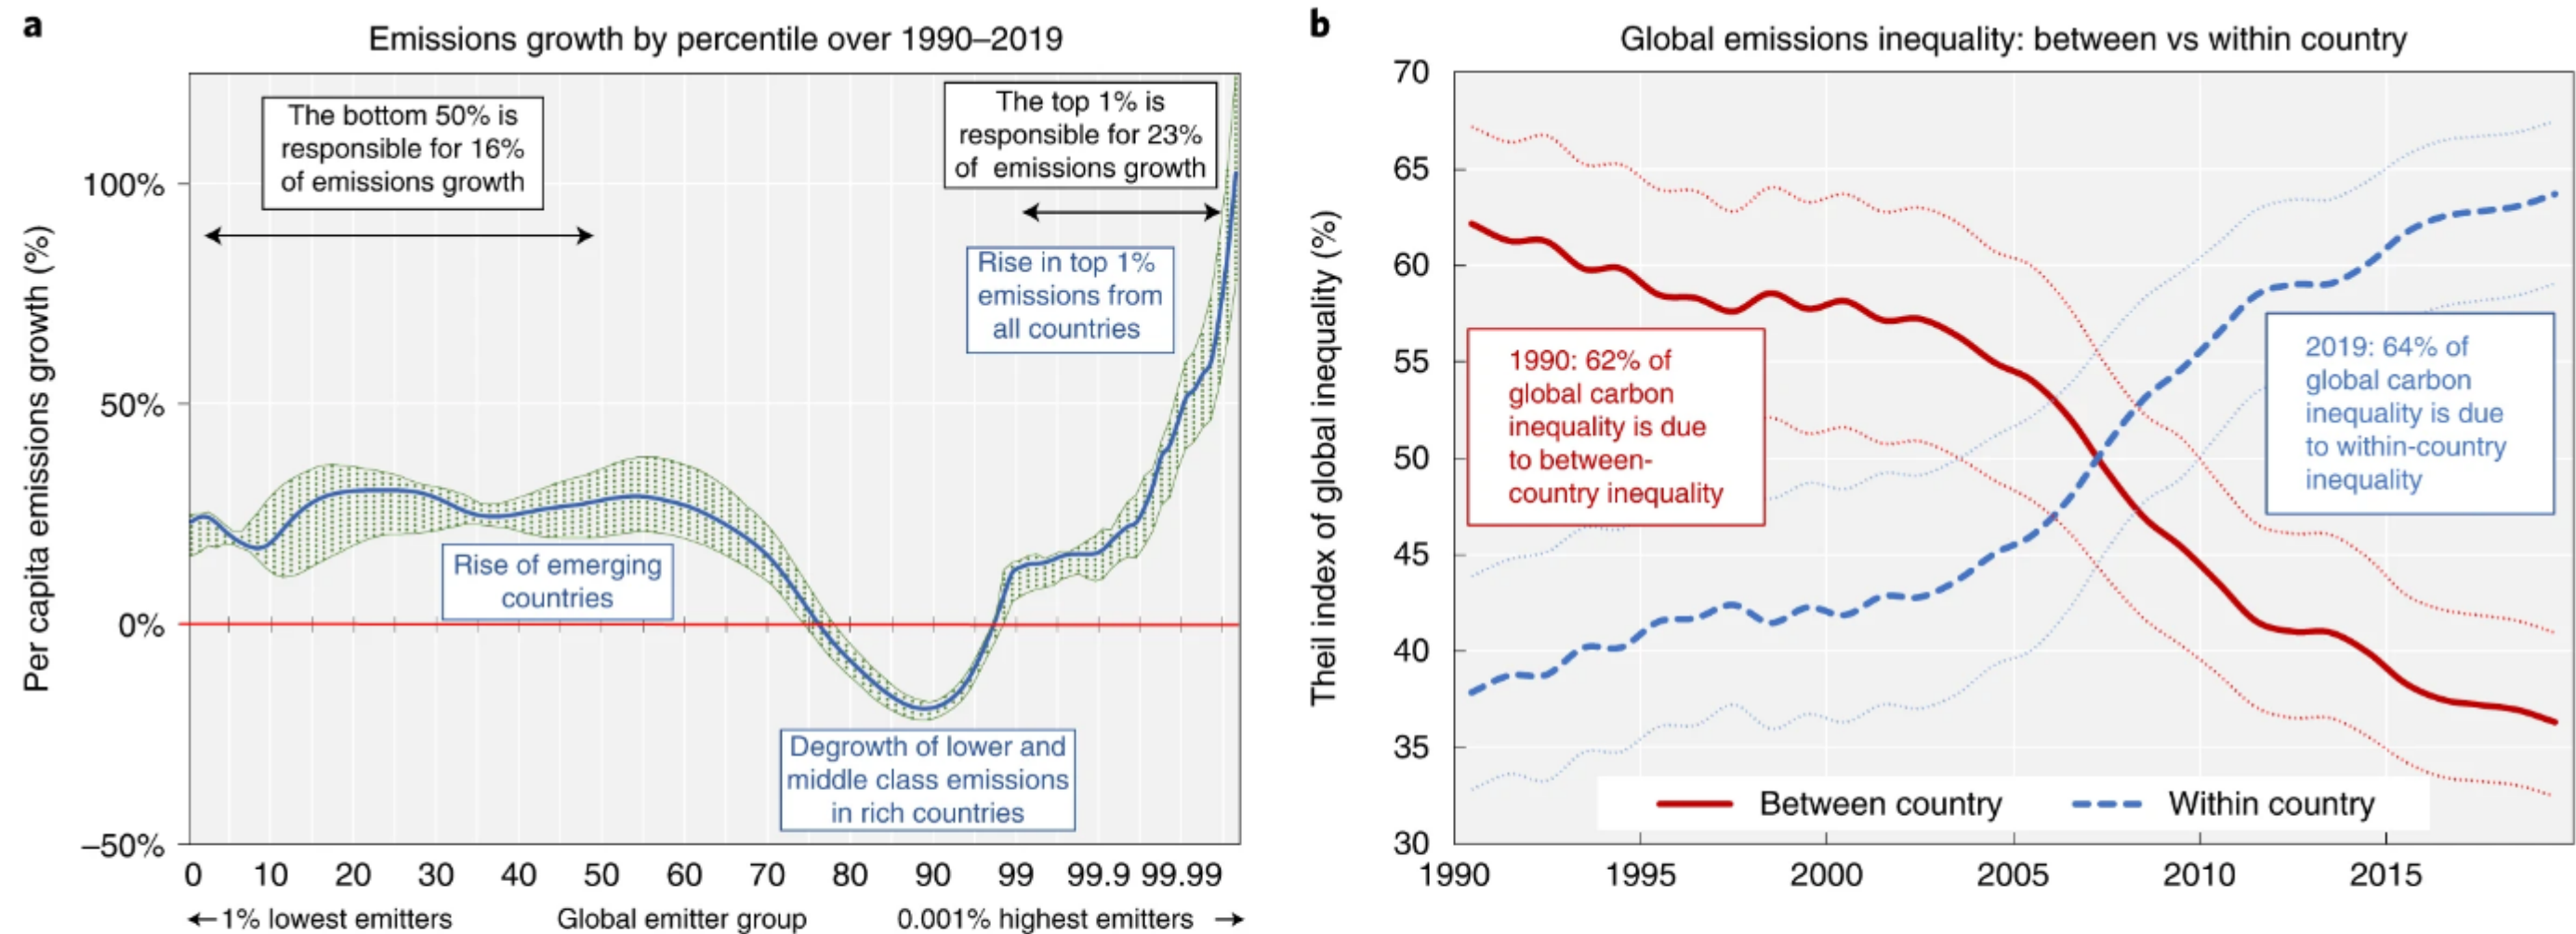 a
Emissions growth by percentile over 1990–2019
Per capita emissions growth (%)
100%
50%
0%
–50%
The bottom 50% is
responsible for 16%
of emissions growth
The top 1% is
responsible for 23%
of emissions growth
Rise in top 1%
emissions from
all countries
Rise of emerging
countries
Degrowth of lower and
middle class emissions
in rich countries
0 10 20 30 40 50 60 70 80 90 99 99.9 99.99
←1% lowest emitters Global emitter group 0.001% highest emitters →
b
Global emissions inequality: between vs within country
Theil index of global inequality (%)
70
65
60
55
50
45
40
35
30
1990: 62% of
global carbon
inequality is due
to between-
country inequality
2019: 64% of
global carbon
inequality is due
to within-country
inequality
Between country Within country
1990 1995 2000 2005 2010 2015